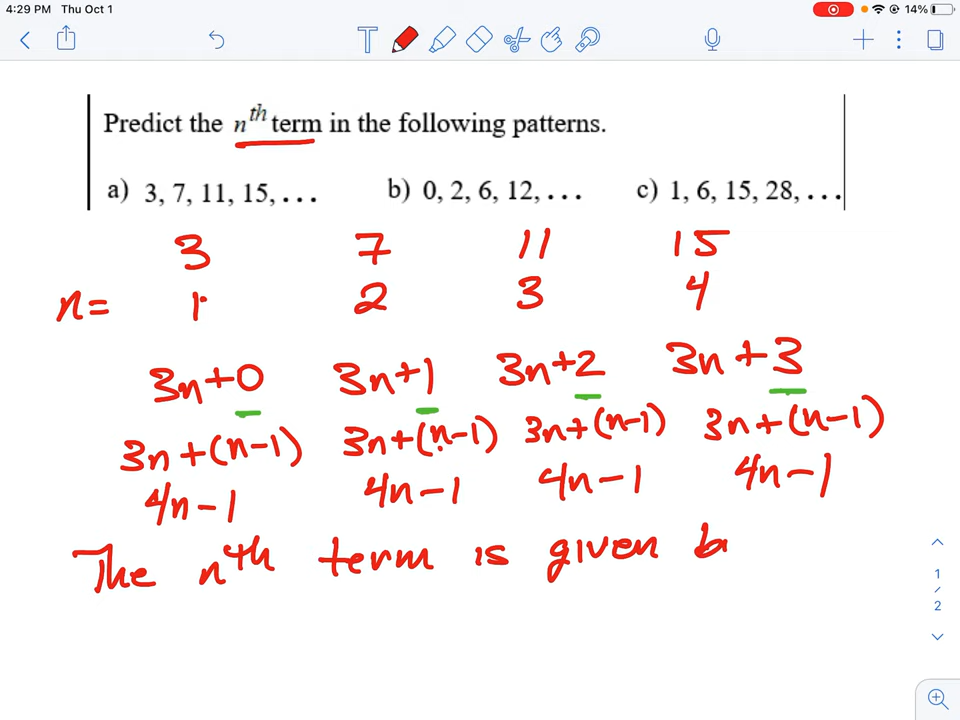 4:29 PM Thu Oct 1 14%
T
Predict the nth term in the following patterns.
a) 3, 7, 11, 15, ... b) 0, 2, 6, 12, ... c) 1, 6, 15, 28, ...
3 7 11 15
n= 1 2 3 4
3n+0 3n+1 3n+2 3n+3
3n+(n-1) 3n+(n-1) 3n+(n-1) 3n+(n-1)
4n-1 4n-1 4n-1 4n-1
The nth term is given b
1
/
2